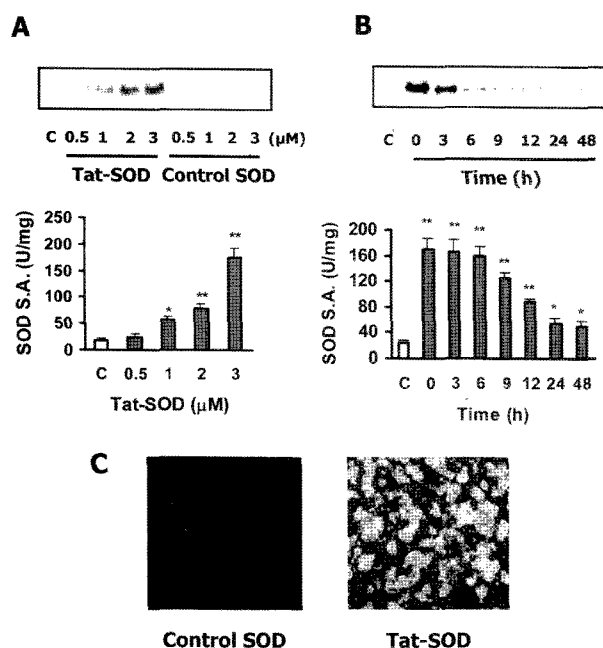 A
C 0.5 1 2 3 0.5 1 2 3 (μM)
Tat-SOD Control SOD
SOD S.A. (U/mg)
250
200
150
100
50
0
* ** **
C 0.5 1 2 3
Tat-SOD (μM)
B
C 0 3 6 9 12 24 48
Time (h)
SOD S.A. (U/mg)
200
160
120
80
40
0
** ** ** ** ** * *
C 0 3 6 9 12 24 48
Time (h)
C
Control SOD Tat-SOD